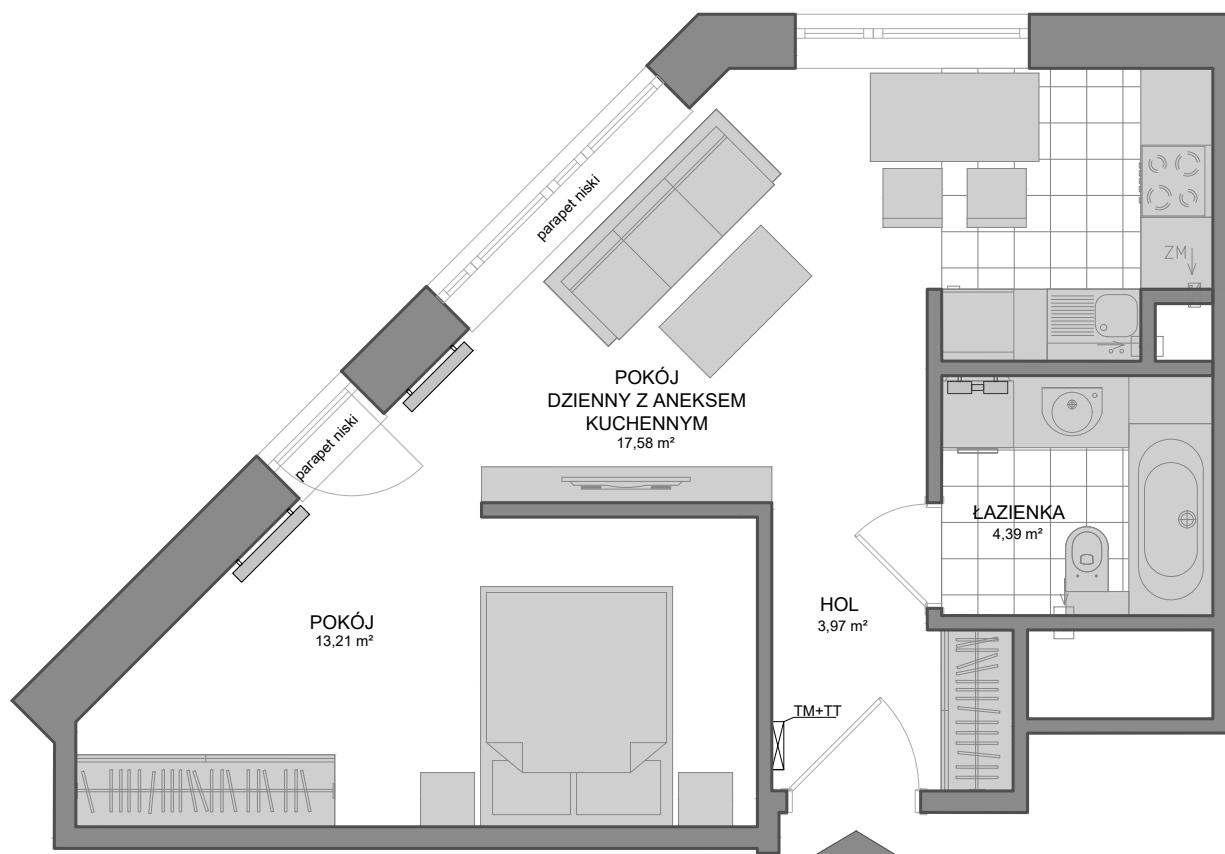 parapet niski
ZM
POKÓJ
DZIENNY Z ANEKSEM
KUCHENNYM
17,58 m²
parapet niski
ŁAZIENKA
4,39 m²
HOL
3,97 m²
POKÓJ
13,21 m²
TM+TT